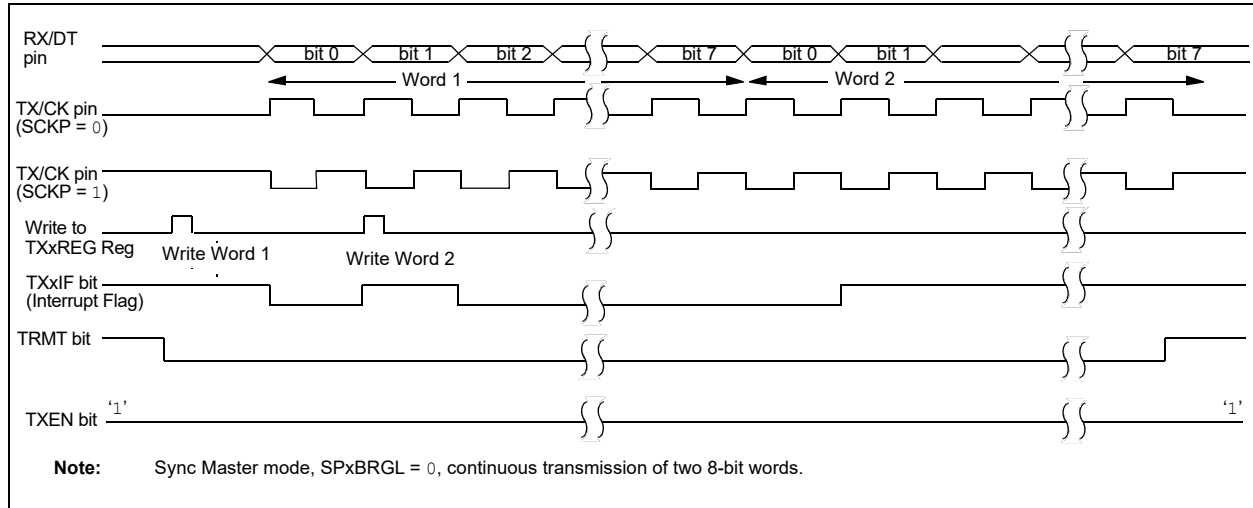 RX/DT
pin
bit 0 bit 1 bit 2 bit 7 bit 0 bit 1 bit 7
Word 1 Word 2
TX/CK pin
(SCKP = 0)
TX/CK pin
(SCKP = 1)
Write to
TXxREG Reg
Write Word 1 Write Word 2
TXxIF bit
(Interrupt Flag)
TRMT bit
TXEN bit ‘1’ ‘1’
Note: Sync Master mode, SPxBRGL = 0, continuous transmission of two 8-bit words.